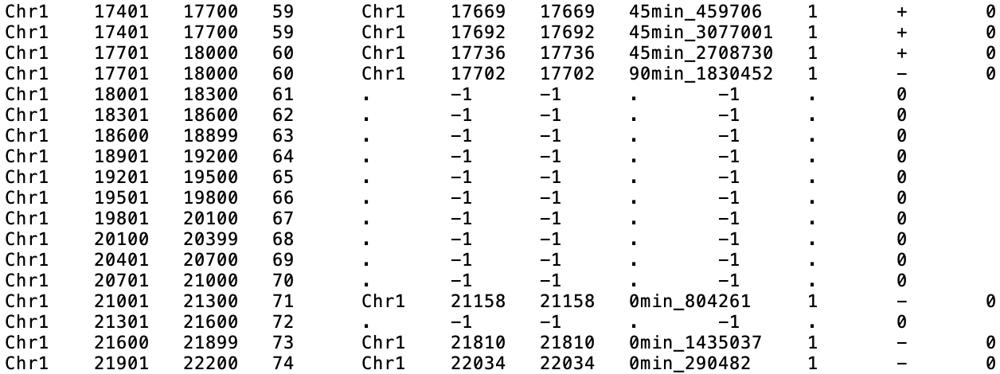 Chr1 17401 17700 59 Chr1 17669 17669 45min_459706 1 + 0
Chr1 17401 17700 59 Chr1 17692 17692 45min_3077001 1 + 0
Chr1 17701 18000 60 Chr1 17736 17736 45min_2708730 1 + 0
Chr1 17701 18000 60 Chr1 17702 17702 90min_1830452 1 - 0
Chr1 18001 18300 61 . -1 -1 . -1 . 0
Chr1 18301 18600 62 . -1 -1 . -1 . 0
Chr1 18600 18899 63 . -1 -1 . -1 . 0
Chr1 18901 19200 64 . -1 -1 . -1 . 0
Chr1 19201 19500 65 . -1 -1 . -1 . 0
Chr1 19501 19800 66 . -1 -1 . -1 . 0
Chr1 19801 20100 67 . -1 -1 . -1 . 0
Chr1 20100 20399 68 . -1 -1 . -1 . 0
Chr1 20401 20700 69 . -1 -1 . -1 . 0
Chr1 20701 21000 70 . -1 -1 . -1 . 0
Chr1 21001 21300 71 Chr1 21158 21158 0min_804261 1 - 0
Chr1 21301 21600 72 . -1 -1 . -1 . 0
Chr1 21600 21899 73 Chr1 21810 21810 0min_1435037 1 - 0
Chr1 21901 22200 74 Chr1 22034 22034 0min_290482 1 - 0